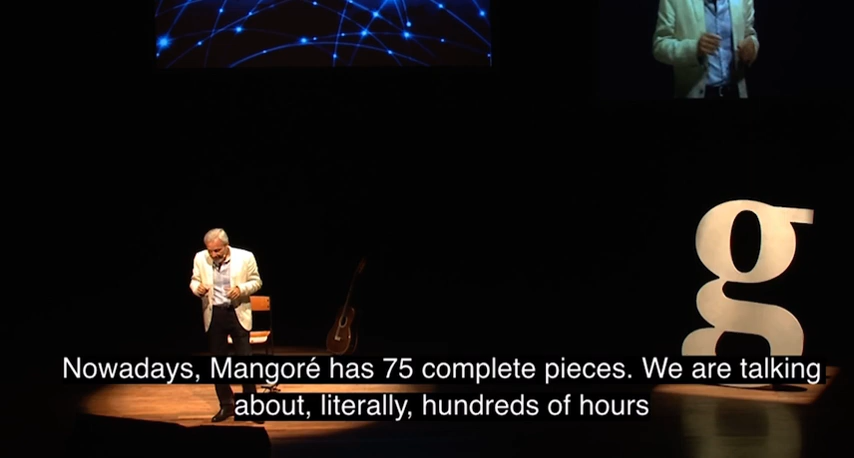 g
Nowadays, Mangoré has 75 complete pieces. We are talking
about, literally, hundreds of hours